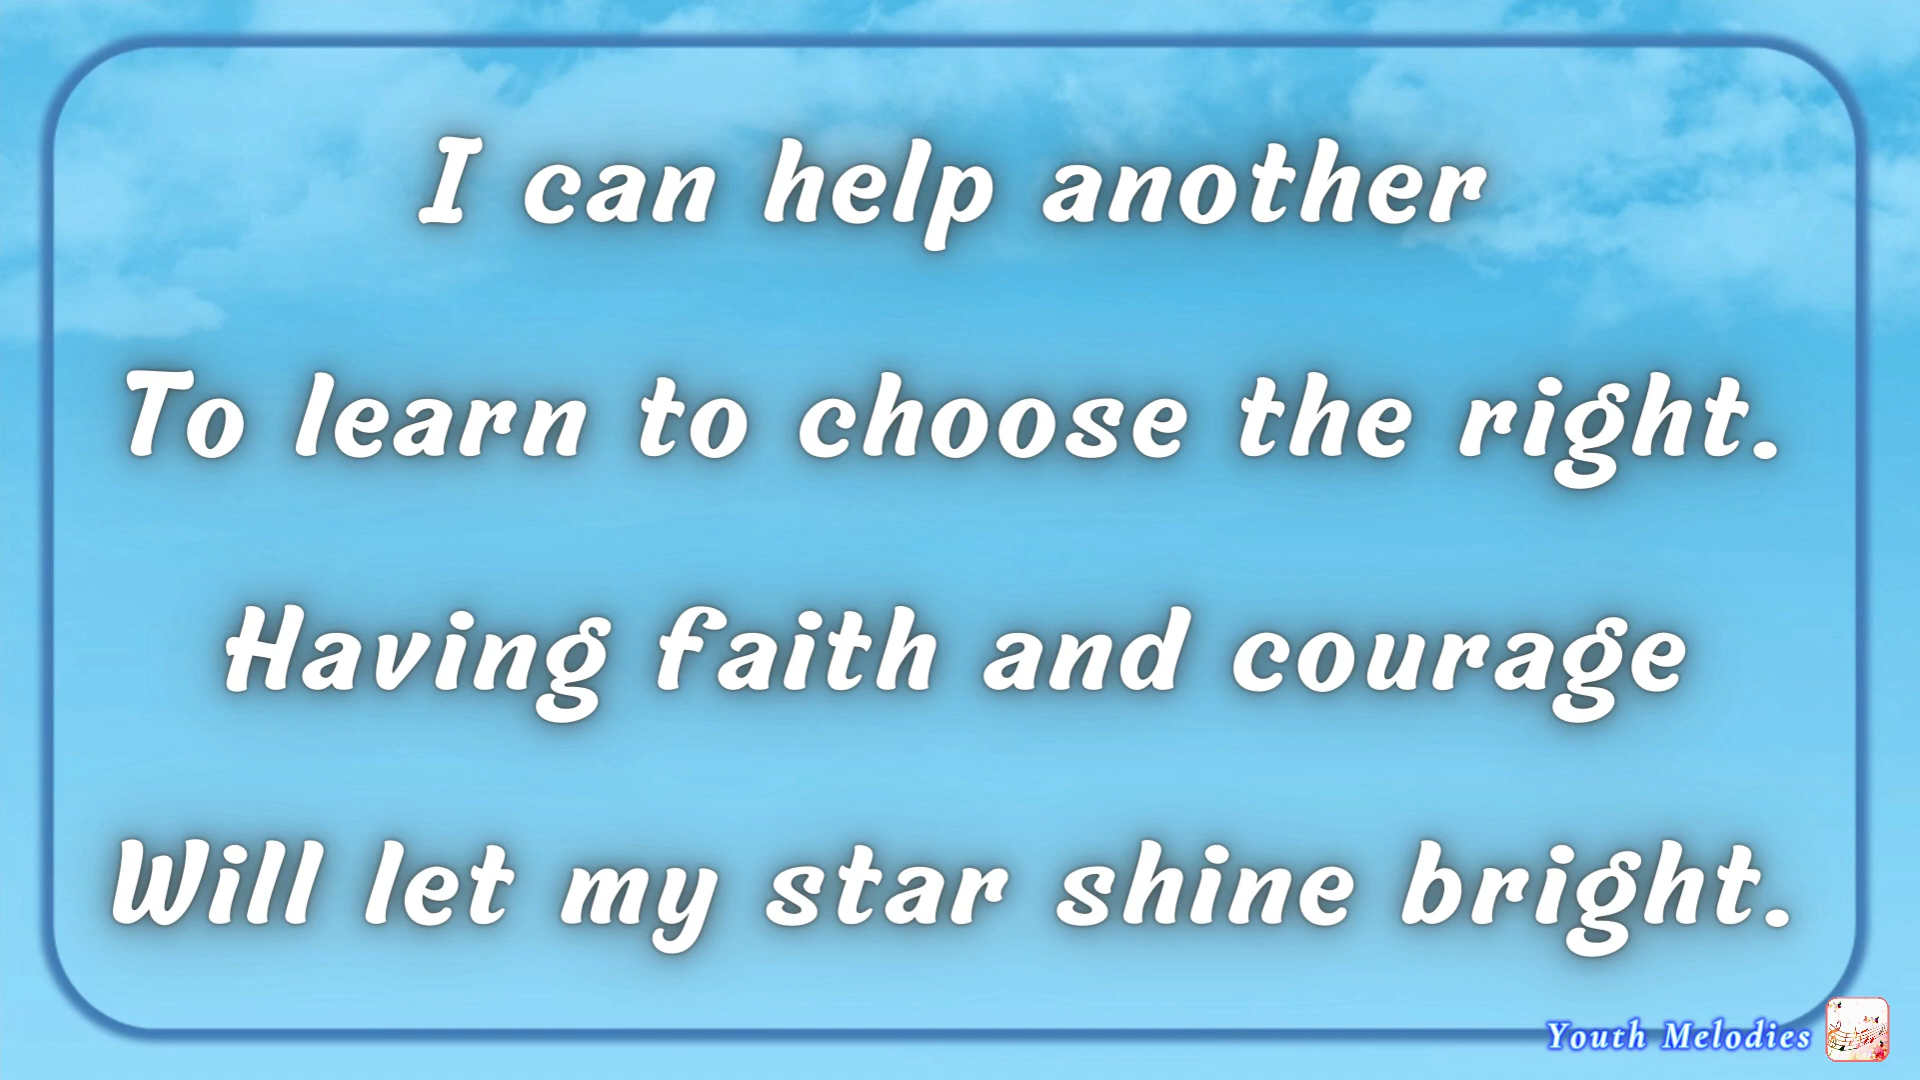 I can help another
To learn to choose the right.
Having faith and courage
Will let my star shine bright.
Youth Melodies